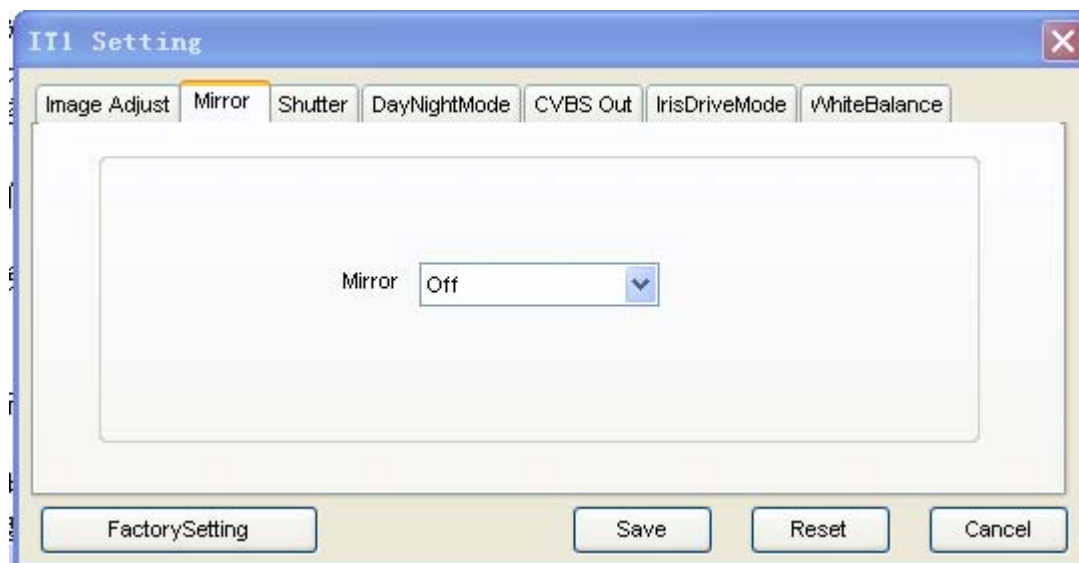 IT1 Setting
Image Adjust Mirror Shutter DayNightMode CVBS Out IrisDriveMode WhiteBalance
Mirror Off
FactorySetting Save Reset Cancel